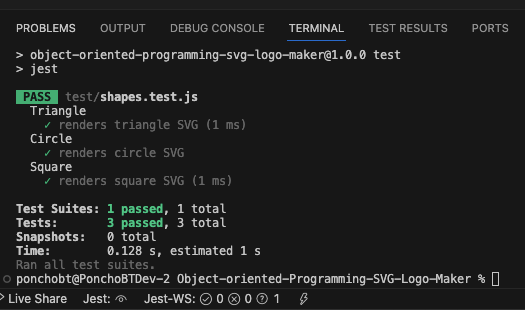 PROBLEMS OUTPUT DEBUG CONSOLE TERMINAL TEST RESULTS PORTS
> object-oriented-programming-svg-logo-maker@1.0.0 test
> jest
PASS test/shapes.test.js
Triangle
✓ renders triangle SVG (1 ms)
Circle
✓ renders circle SVG
Square
✓ renders square SVG (1 ms)
Test Suites: 1 passed, 1 total
Tests: 3 passed, 3 total
Snapshots: 0 total
Time: 0.128 s, estimated 1 s
Ran all test suites.
ponchobt@PonchoBTDev-2 Object-oriented-Programming-SVG-Logo-Maker %
Live Share Jest: Jest-WS: 0 0 1